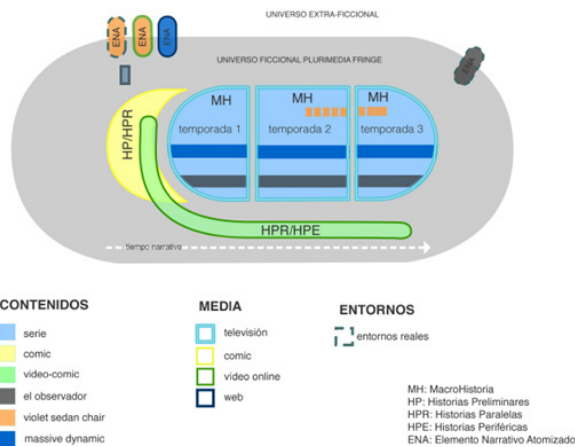 UNIVERSO EXTRA-FICCIONAL
ENA
ENA
ENA
ENA
UNIVERSO FICCIONAL PLURIMEDIA FRINGE
MH
MH
MH
temporada 1
temporada 2
temporada 3
HP/HPR
HPR/HPE
tiempo narrativo
CONTENIDOS
serie
comic
video-comic
el observador
violet sedan chair
massive dynamic
MEDIA
televisión
comic
video online
web
ENTORNOS
entornos reales
MH: MacroHistoria
HP: Historias Preliminares
HPR: Historias Paralelas
HPE: Historias Periféricas
ENA: Elemento Narrativo Atomizado